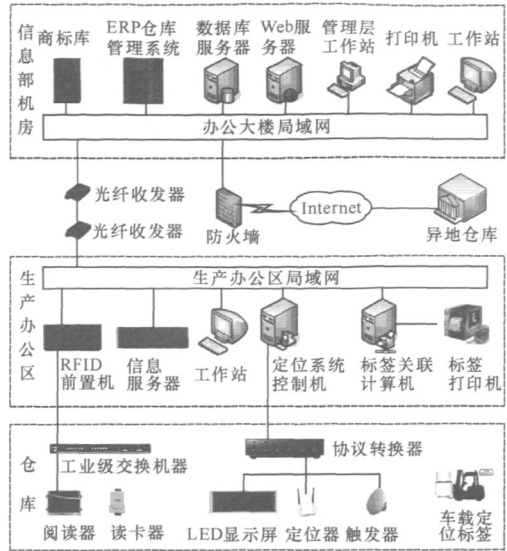 信息部机房
商标库
ERP仓库
管理系统
数据库
服务器
Web服
务器
管理层
工作站
打印机
工作站
办公大楼局域网
光纤收发器
光纤收发器
防火墙
Internet
异地仓库
生产办公区
生产办公区局域网
RFID
前置机
信息
服务器
工作站
定位系统
控制机
标签关联
计算机
标签
打印机
仓库
工业级交换机器
协议转换器
阅读器
读卡器
LED显示屏
定位器
触发器
车载定
位标签